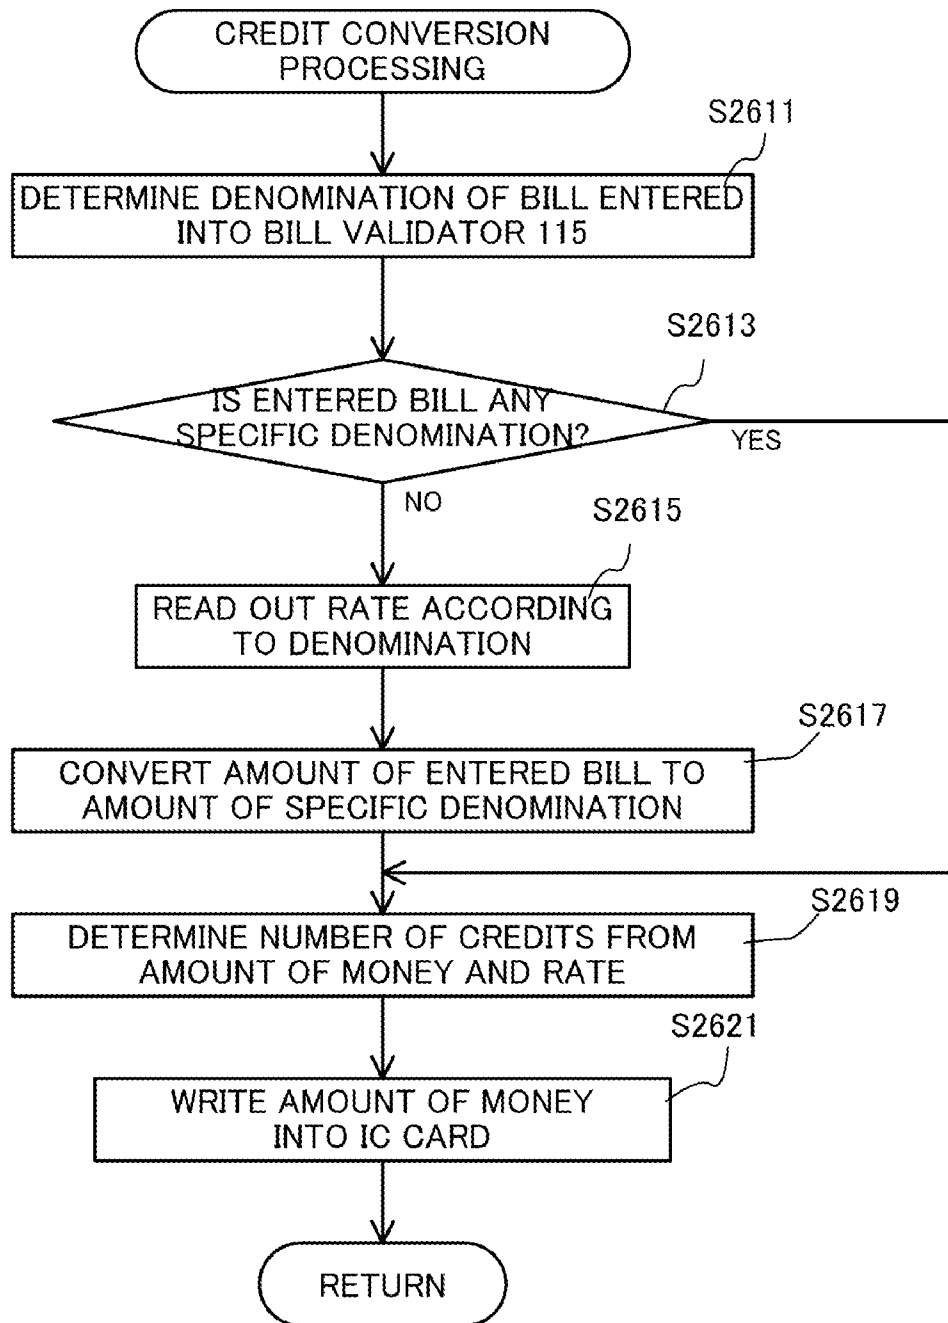 CREDIT CONVERSION
PROCESSING
S2611
DETERMINE DENOMINATION OF BILL ENTERED
INTO BILL VALIDATOR 115
S2613
IS ENTERED BILL ANY
SPECIFIC DENOMINATION?
YES
NO
S2615
READ OUT RATE ACCORDING
TO DENOMINATION
S2617
CONVERT AMOUNT OF ENTERED BILL TO
AMOUNT OF SPECIFIC DENOMINATION
S2619
DETERMINE NUMBER OF CREDITS FROM
AMOUNT OF MONEY AND RATE
S2621
WRITE AMOUNT OF MONEY
INTO IC CARD
RETURN